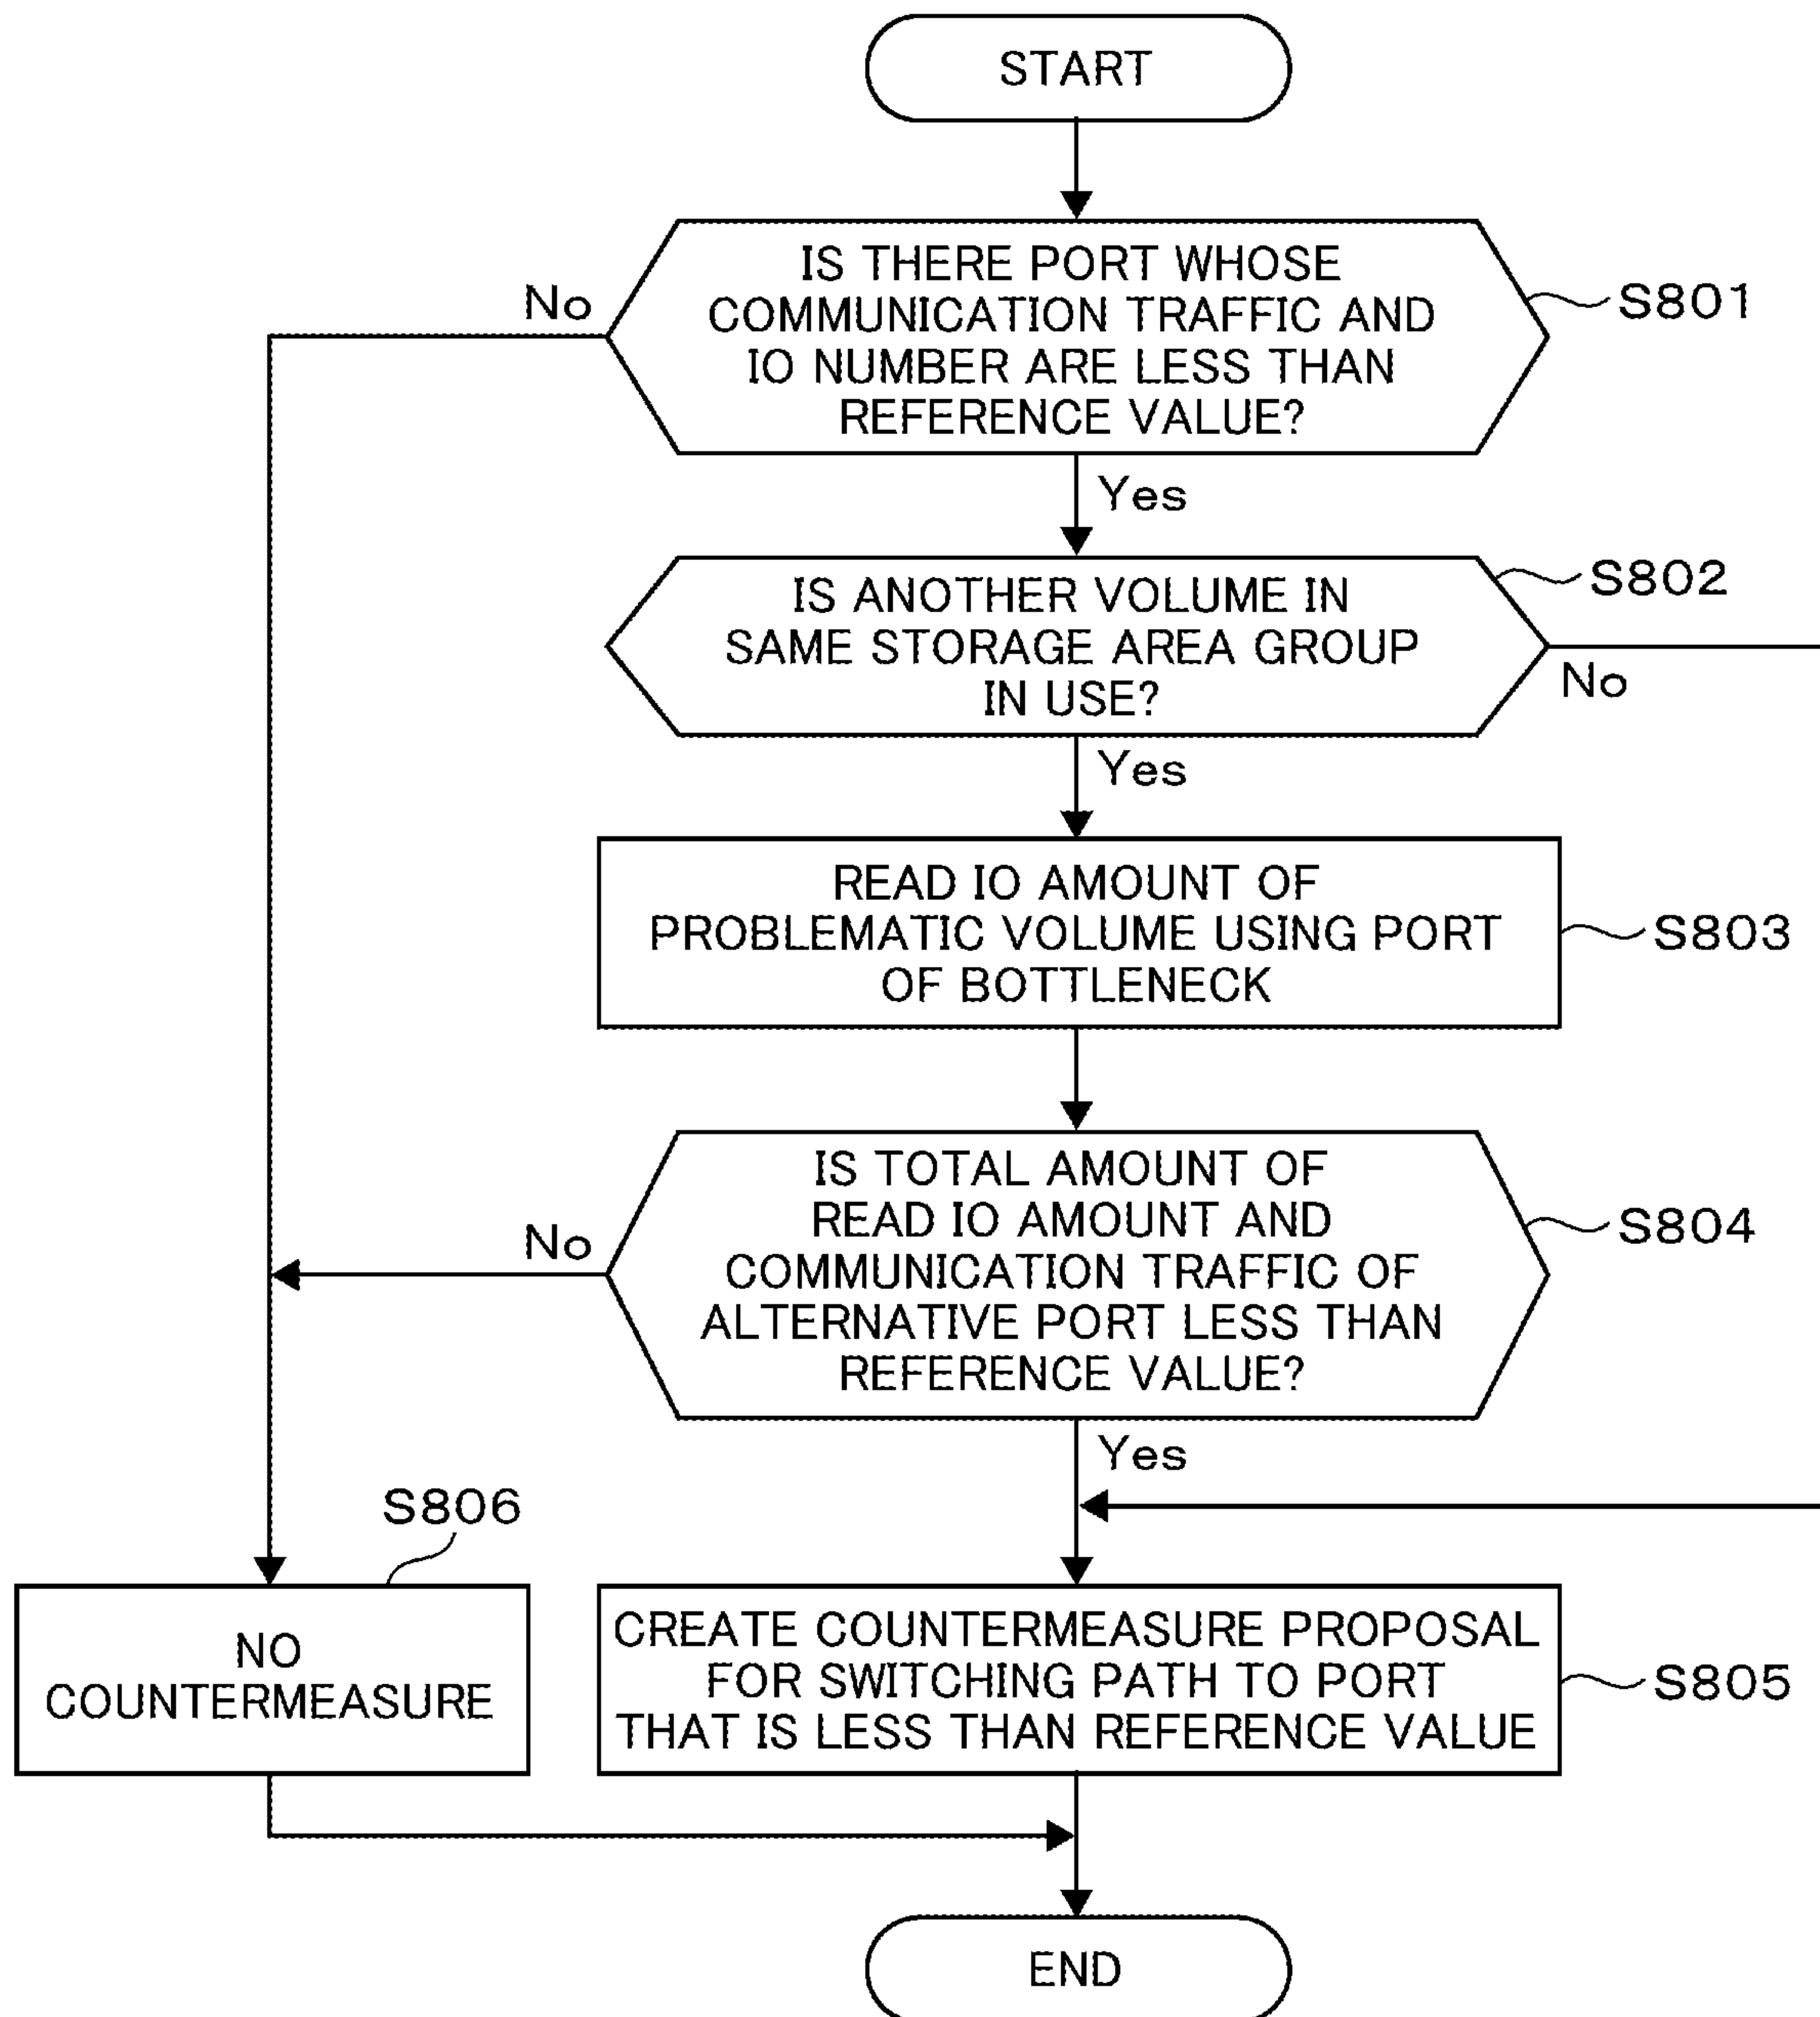 START
IS THERE PORT WHOSE
COMMUNICATION TRAFFIC AND
IO NUMBER ARE LESS THAN
REFERENCE VALUE?
S801
No
Yes
IS ANOTHER VOLUME IN
SAME STORAGE AREA GROUP
IN USE?
S802
No
Yes
READ IO AMOUNT OF
PROBLEMATIC VOLUME USING PORT
OF BOTTLENECK
S803
IS TOTAL AMOUNT OF
READ IO AMOUNT AND
COMMUNICATION TRAFFIC OF
ALTERNATIVE PORT LESS THAN
REFERENCE VALUE?
S804
No
Yes
S806
NO
COUNTERMEASURE
CREATE COUNTERMEASURE PROPOSAL
FOR SWITCHING PATH TO PORT
THAT IS LESS THAN REFERENCE VALUE
S805
END